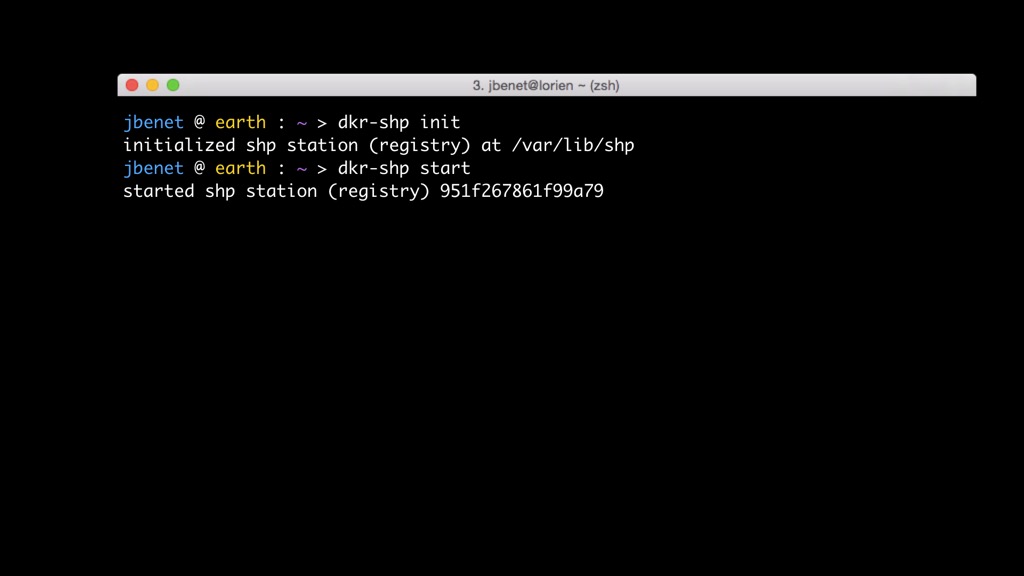 3. jbenet@lorien ~ (zsh)
jbenet @ earth : ~ > dkr-shp init
initialized shp station (registry) at /var/lib/shp
jbenet @ earth : ~ > dkr-shp start
started shp station (registry) 951f267861f99a79